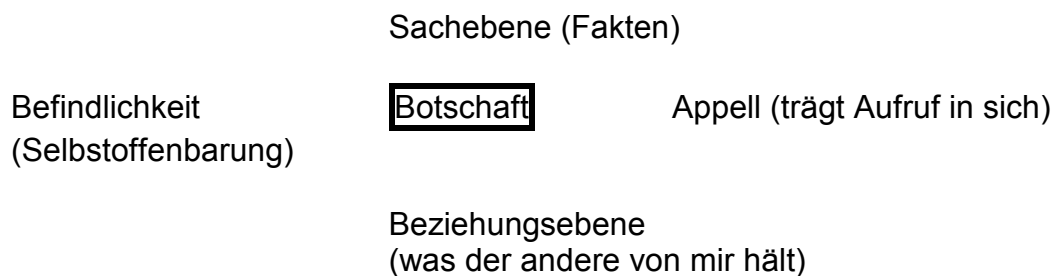 Sachebene (Fakten)
Befindlichkeit Botschaft Appell (trägt Aufruf in sich)
(Selbstoffenbarung)
Beziehungsebene
(was der andere von mir hält)